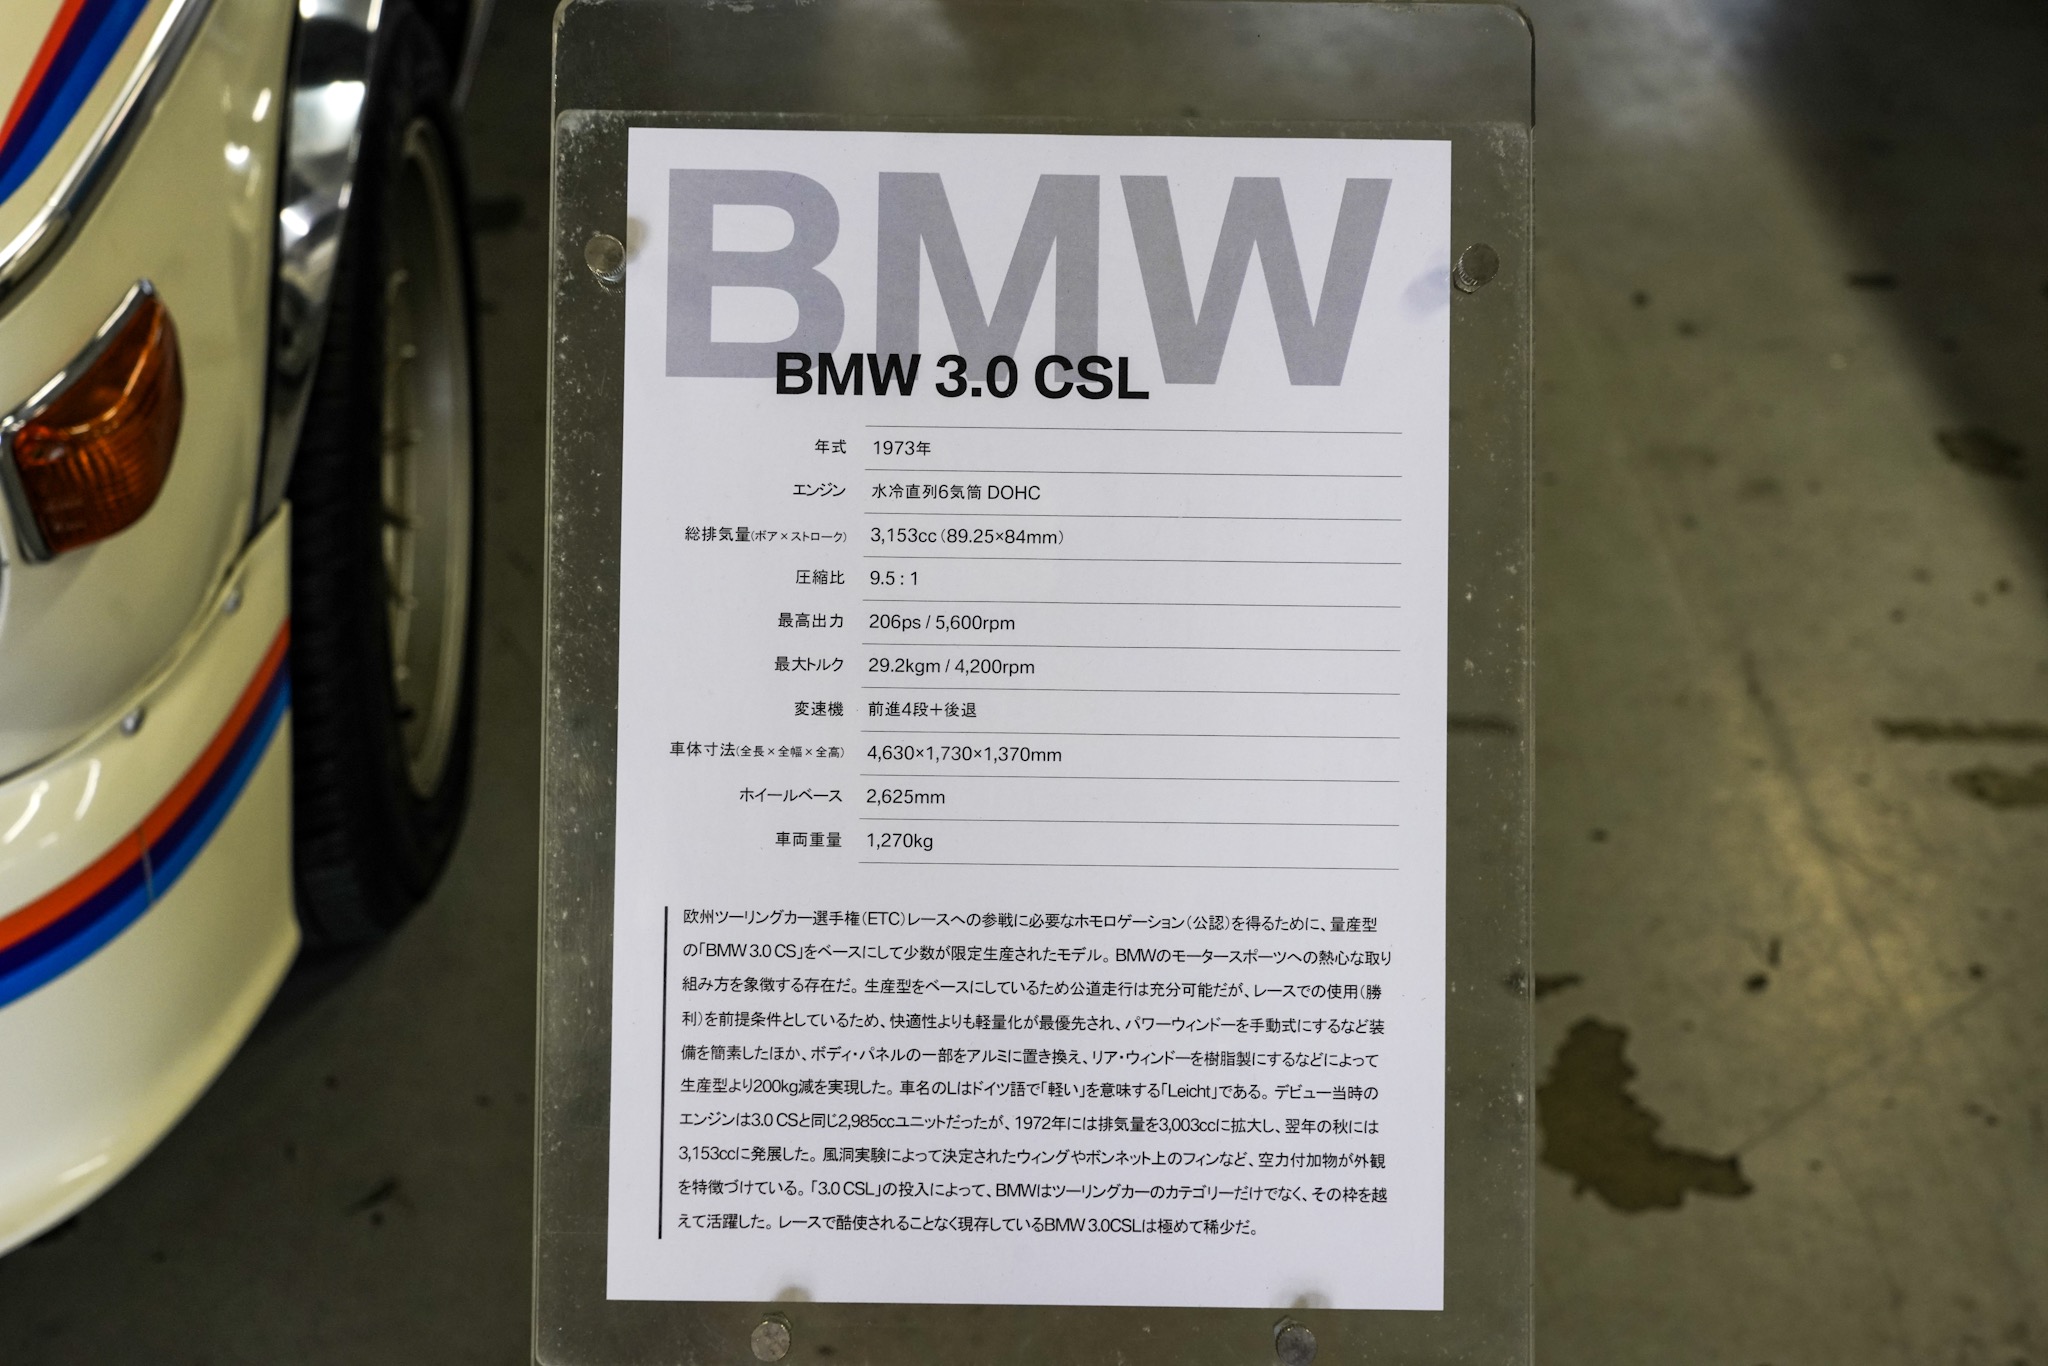 BMW
BMW 3.0 CSL
年式 1973年
エンジン 水冷直列6気筒 DOHC
総排気量(ボア×ストローク) 3,153cc(89.25×84mm)
圧縮比 9.5:1
最高出力 206ps / 5,600rpm
最大トルク 29.2kgm / 4,200rpm
変速機 前進4段+後退
車体寸法(全長×全幅×全高) 4,630×1,730×1,370mm
ホイールベース 2,625mm
車両重量 1,270kg
欧州ツーリングカー選手権(ETC)レースへの参戦に必要なホモロゲーション(公認)を得るために、量産型
の「BMW 3.0 CS」をベースにして少数が限定生産されたモデル。BMWのモータースポーツへの熱心な取り
組み方を象徴する存在だ。生産型をベースにしているため公道走行は充分可能だが、レースでの使用(勝
利)を前提条件としているため、快適性よりも軽量化が最優先され、パワーウィンドーを手動式にするなど装
備を簡素したほか、ボディ・パネルの一部をアルミに置き換え、リア・ウィンドーを樹脂製にするなどによって
生産型より200kg減を実現した。車名のLはドイツ語で「軽い」を意味する「Leicht」である。デビュー当時の
エンジンは3.0 CSと同じ2,985ccユニットだったが、1972年には排気量を3,003ccに拡大し、翌年の秋には
3,153ccに発展した。風洞実験によって決定されたウィングやボンネット上のフィンなど、空力付加物が外観
を特徴づけている。「3.0 CSL」の投入によって、BMWはツーリングカーのカテゴリーだけでなく、その枠を越
えて活躍した。レースで酷使されることなく現存しているBMW 3.0CSLは極めて稀少だ。